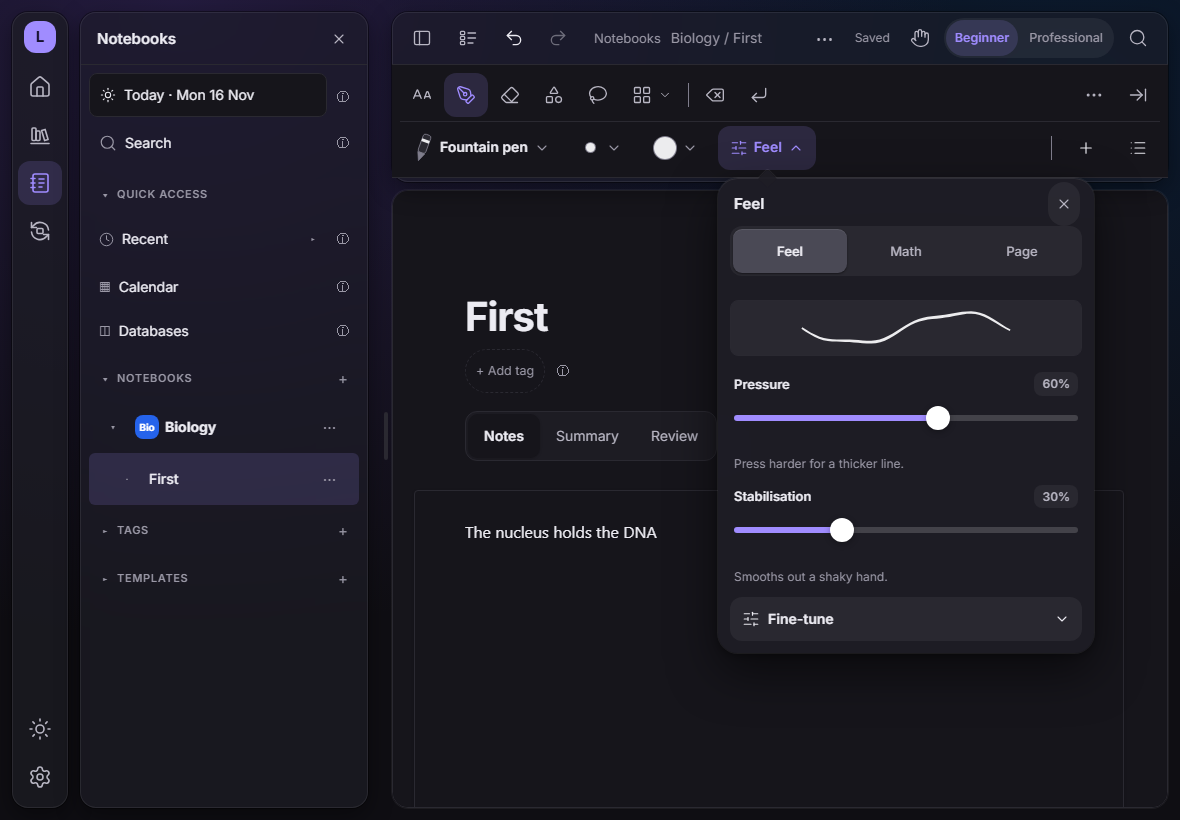 L
Notebooks
Today · Mon 16 Nov
Search
QUICK ACCESS
Recent
Calendar
Databases
NOTEBOOKS
Bio Biology
First
TAGS
TEMPLATES
Notebooks Biology / First
Saved
Beginner Professional
AA
Fountain pen
Feel
First
+ Add tag
Notes Summary Review
The nucleus holds the DNA
Feel
Feel Math Page
Pressure 60%
Press harder for a thicker line.
Stabilisation 30%
Smooths out a shaky hand.
Fine-tune